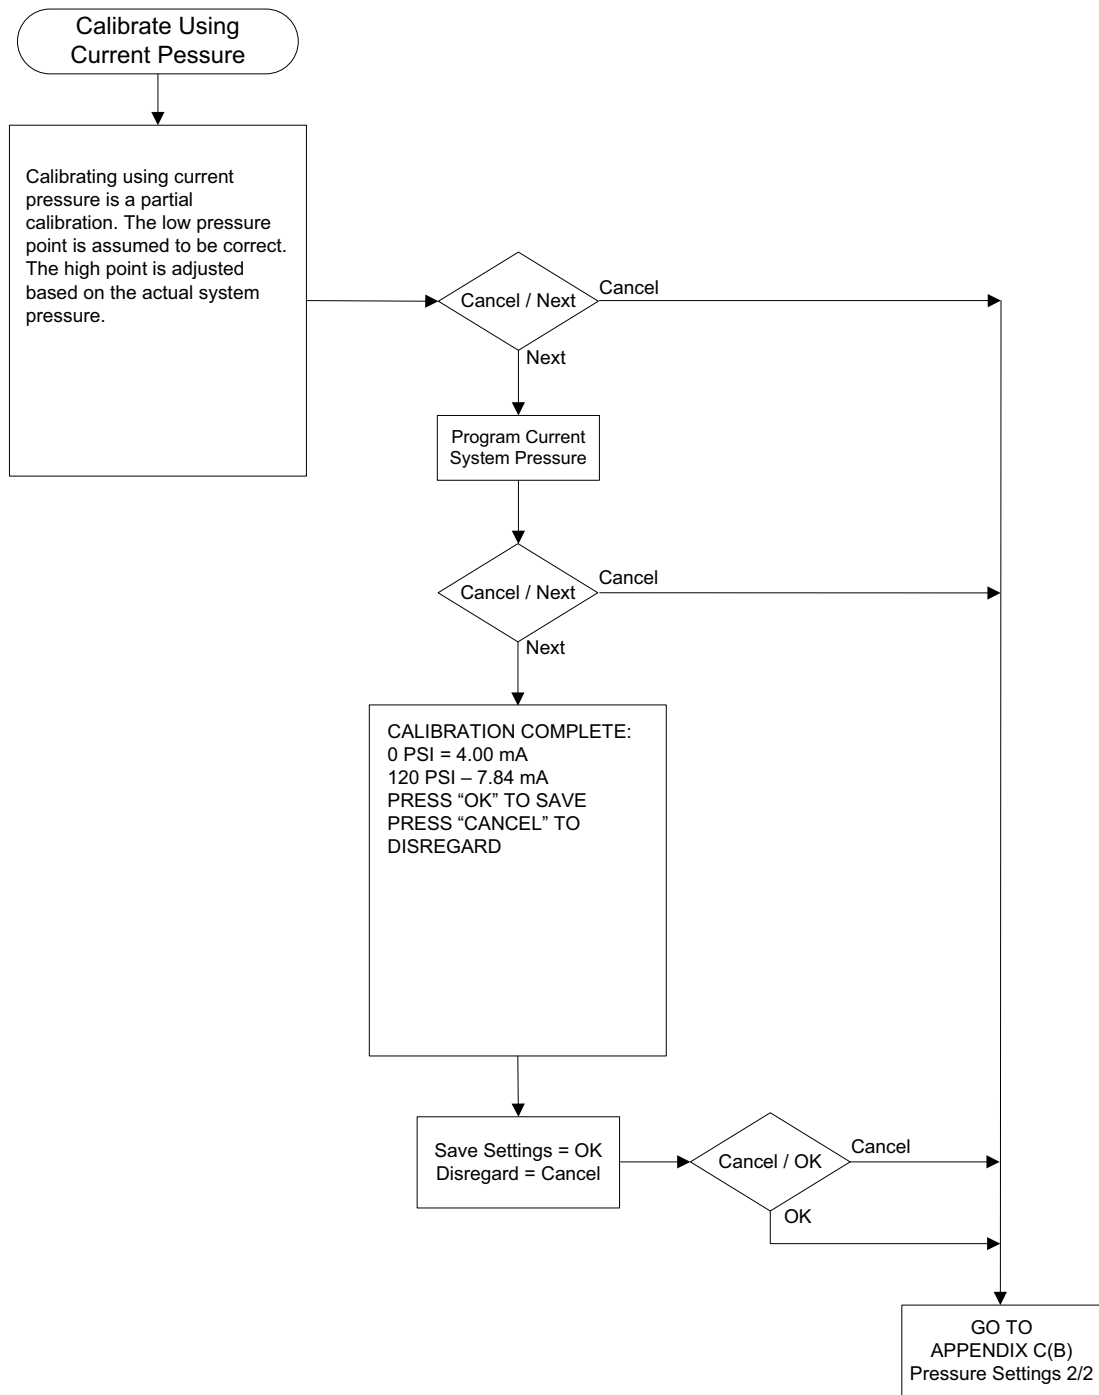 Calibrate Using
Current Pessure
Calibrating using current
pressure is a partial
calibration. The low pressure
point is assumed to be correct.
The high point is adjusted
based on the actual system
pressure.
Cancel / Next
Cancel
Next
Program Current
System Pressure
Cancel / Next
Cancel
Next
CALIBRATION COMPLETE:
0 PSI = 4.00 mA
120 PSI – 7.84 mA
PRESS “OK” TO SAVE
PRESS “CANCEL” TO
DISREGARD
Save Settings = OK
Disregard = Cancel
Cancel / OK
Cancel
OK
GO TO
APPENDIX C(B)
Pressure Settings 2/2